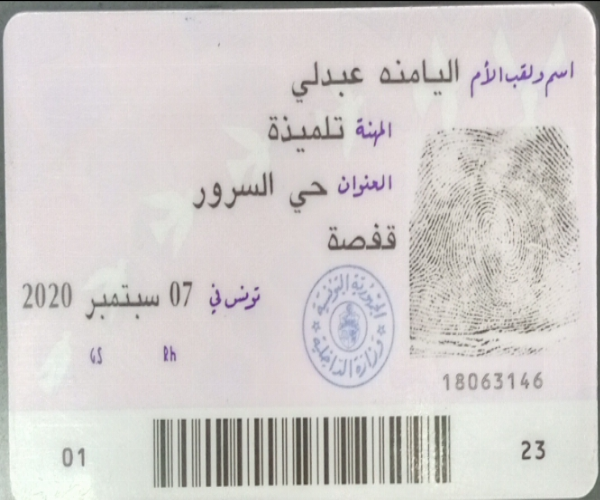 اسم ولقب الأم اليامنه عبدلي
المهنة تلميذة
العنوان حي السرور
قفصة
تونس في 07 سبتمبر 2020
GS Rh
الجمهورية التونسية
وزارة الداخلية
18063146
01 23